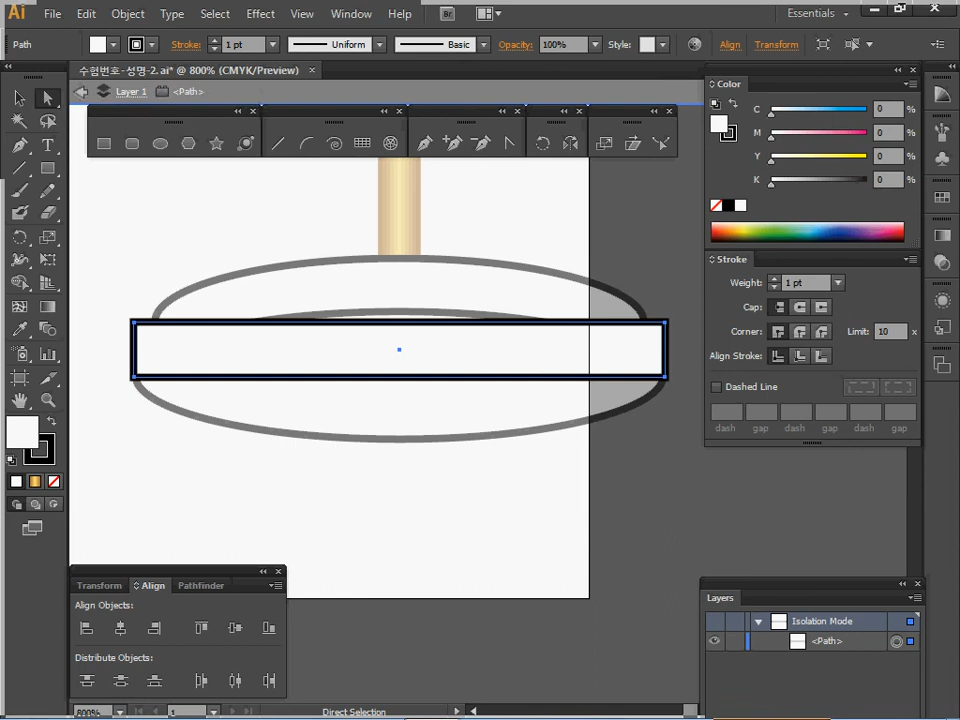 Ai File Edit Object Type Select Effect View Window Help Br Essentials
Path Stroke: 1 pt Uniform Basic Opacity: 100% Style: Align Transform
수험번호-성명-2.ai* @ 800% (CMYK/Preview) ×
Layer 1 <Path>
Color
C 0 %
M 0 %
Y 0 %
K 0 %
Stroke
Weight: 1 pt
Cap:
Corner: Limit: 10 x
Align Stroke:
Dashed Line
dash gap dash gap dash gap
Transform Align Pathfinder
Align Objects:
Distribute Objects:
Layers
Isolation Mode
<Path>
800% 1 Direct Selection